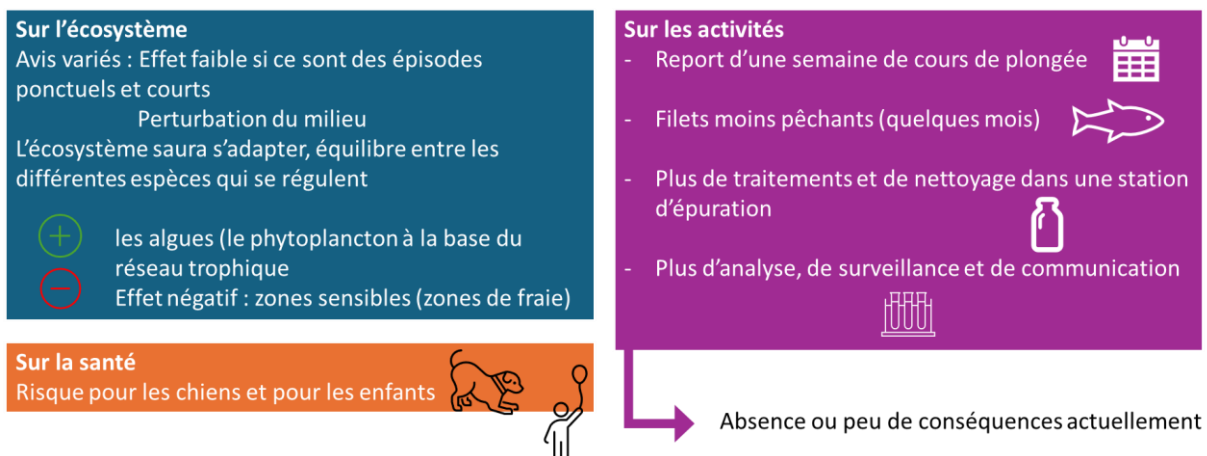 Sur l'écosystème
Avis variés : Effet faible si ce sont des épisodes
ponctuels et courts
Perturbation du milieu
L'écosystème saura s'adapter, équilibre entre les
différentes espèces qui se régulent
les algues (le phytoplancton à la base du
réseau trophique
Effet négatif : zones sensibles (zones de fraie)
Sur la santé
Risque pour les chiens et pour les enfants
Sur les activités
- Report d'une semaine de cours de plongée
- Filets moins pêchants (quelques mois)
- Plus de traitements et de nettoyage dans une station
d'épuration
- Plus d'analyse, de surveillance et de communication
Absence ou peu de conséquences actuellement